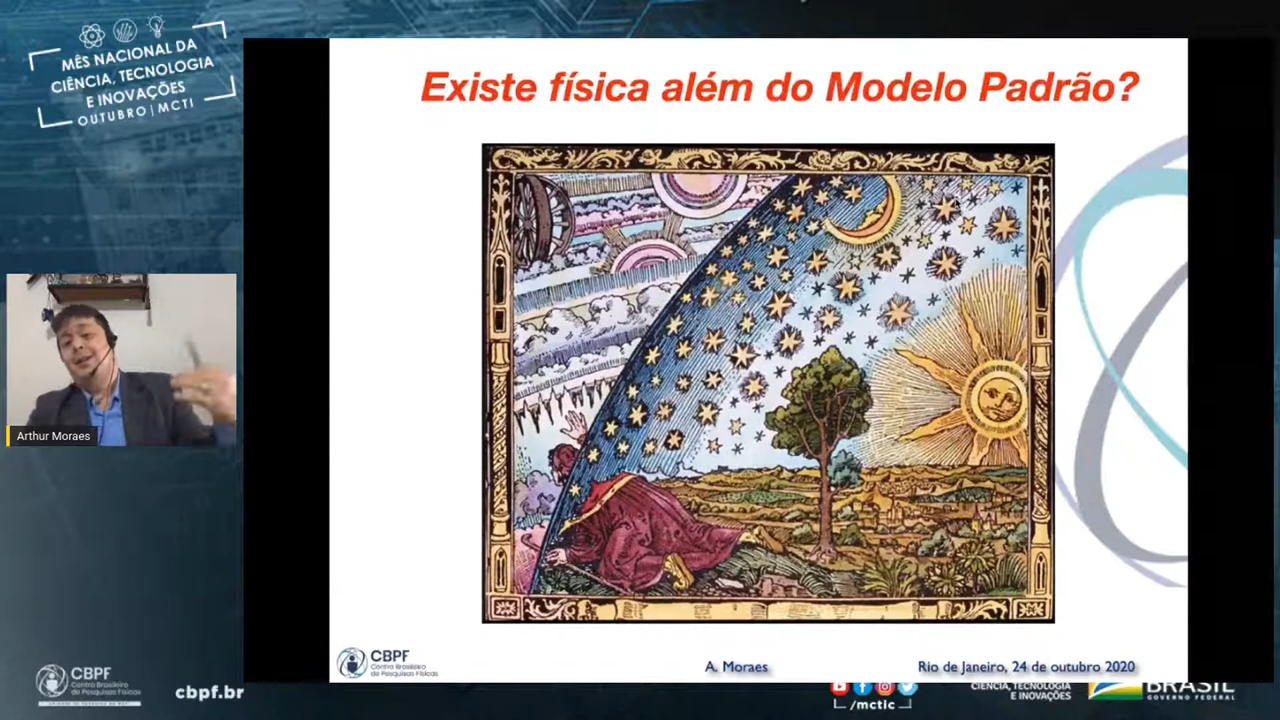 MÊS NACIONAL DA
CIÊNCIA, TECNOLOGIA
E INOVAÇÕES
OUTUBRO | MCTI
Existe física além do Modelo Padrão?
Arthur Moraes
CBPF
Centro Brasileiro
de Pesquisas Físicas
A. Moraes
Rio de Janeiro, 24 de outubro 2020
CBPF
Centro Brasileiro
de Pesquisas Físicas
cbpf.br
/mctic
CIÊNCIA, TECNOLOGIA
E INOVAÇÕES
BRASIL
GOVERNO FEDERAL